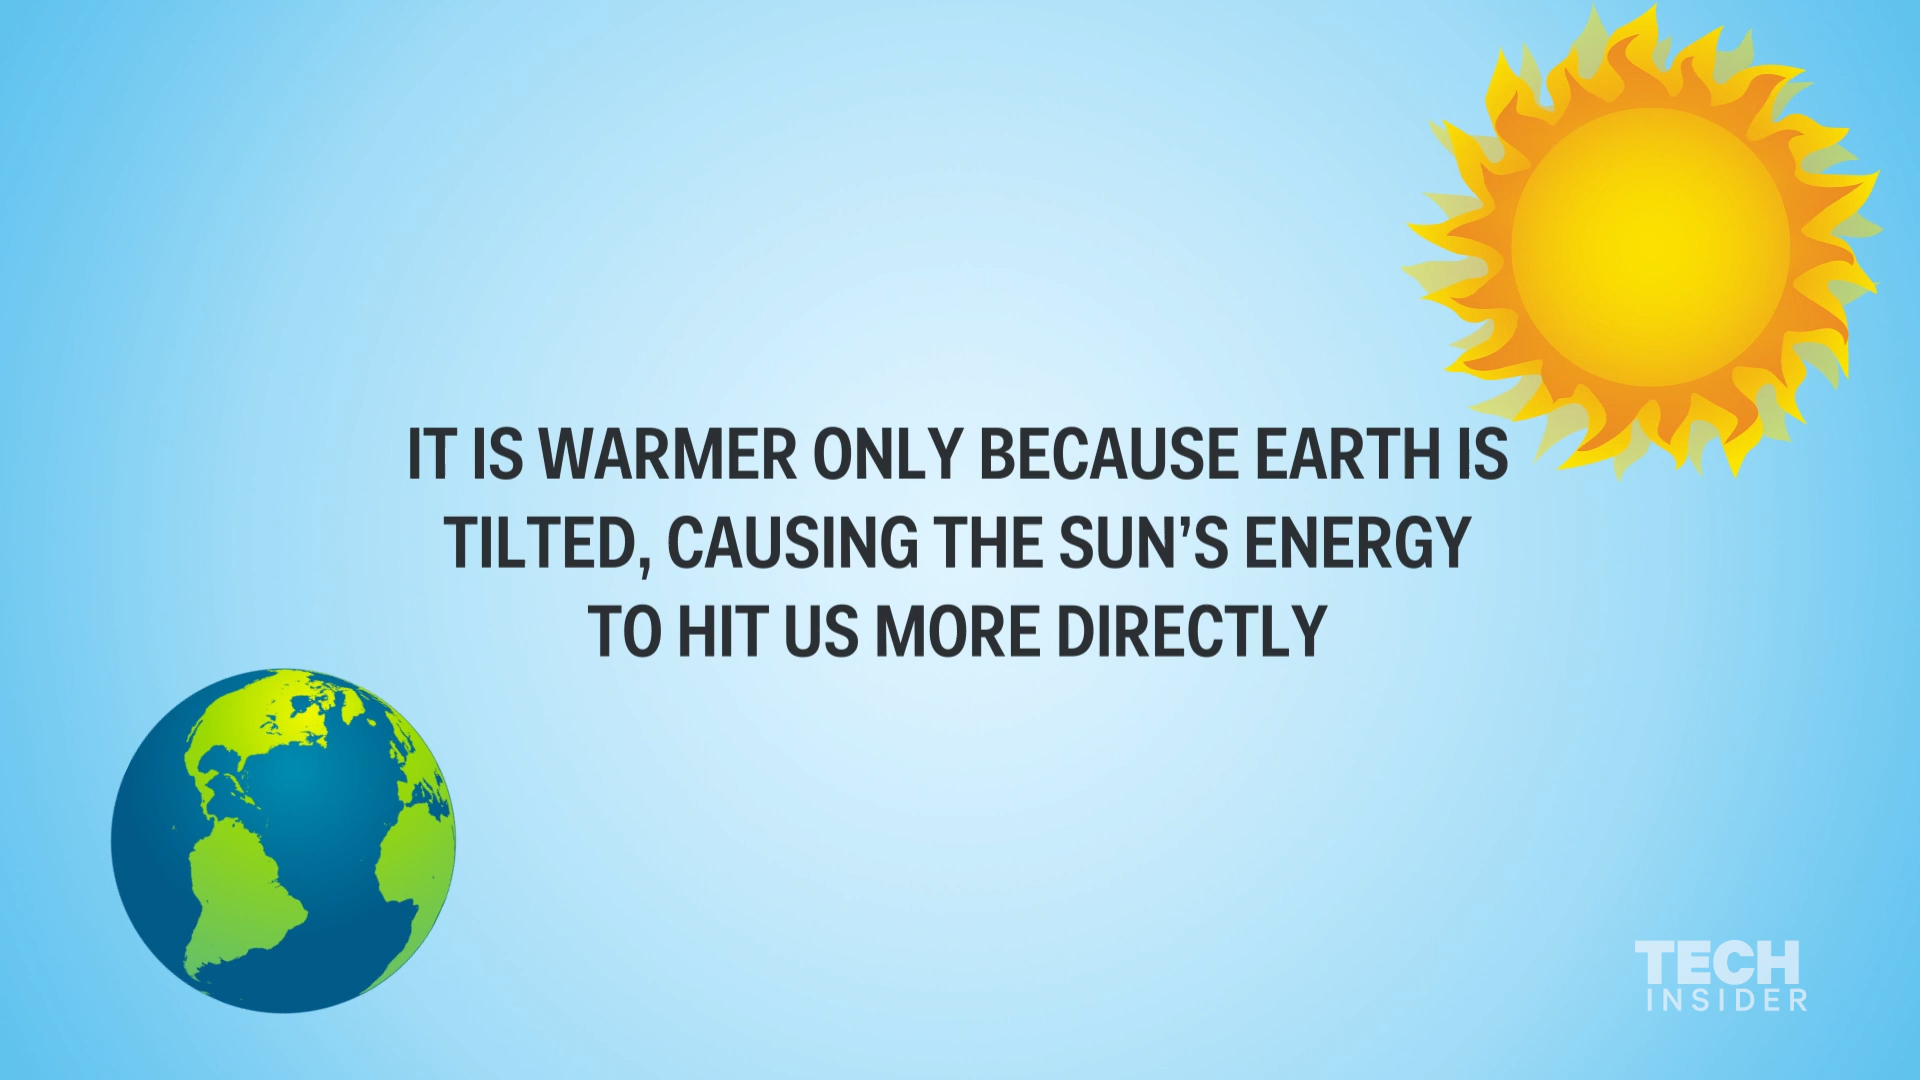 IT IS WARMER ONLY BECAUSE EARTH IS
TILTED, CAUSING THE SUN’S ENERGY
TO HIT US MORE DIRECTLY
TECH
INSIDER